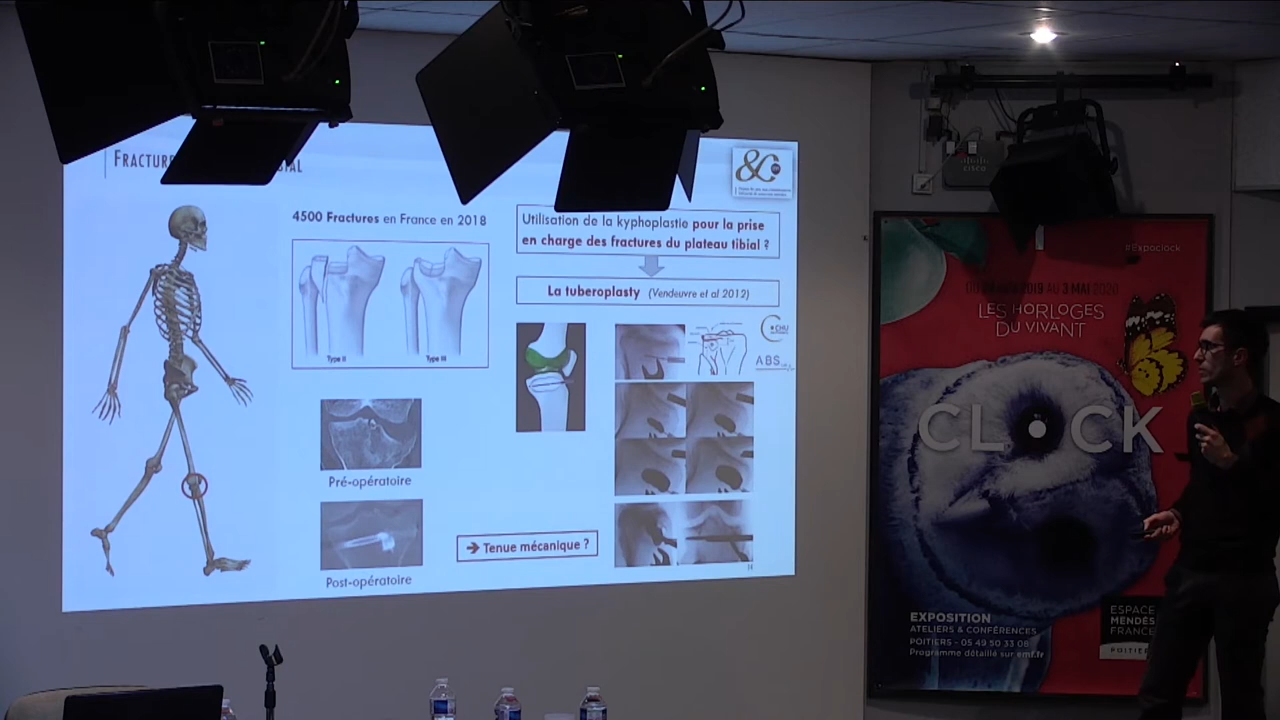 4500 Fractures en France en 2018
Type II
Type III
Pré-opératoire
Post-opératoire
Utilisation de la kyphoplastie pour la prise
en charge des fractures du plateau tibial ?
La tuberoplasty (Vendeuvre et al 2012)
CHU
ABS
→ Tenue mécanique ?
cisco
#Expoclock
2019 AU 3 MAI 2020
LES HORLOGES
DU VIVANT
CLOCK
EXPOSITION
ATELIERS & CONFÉRENCES
POITIERS - 05 49 50 33 08
Programme détaillé sur emf.fr
ESPACE
MENDÈS
FRANCE